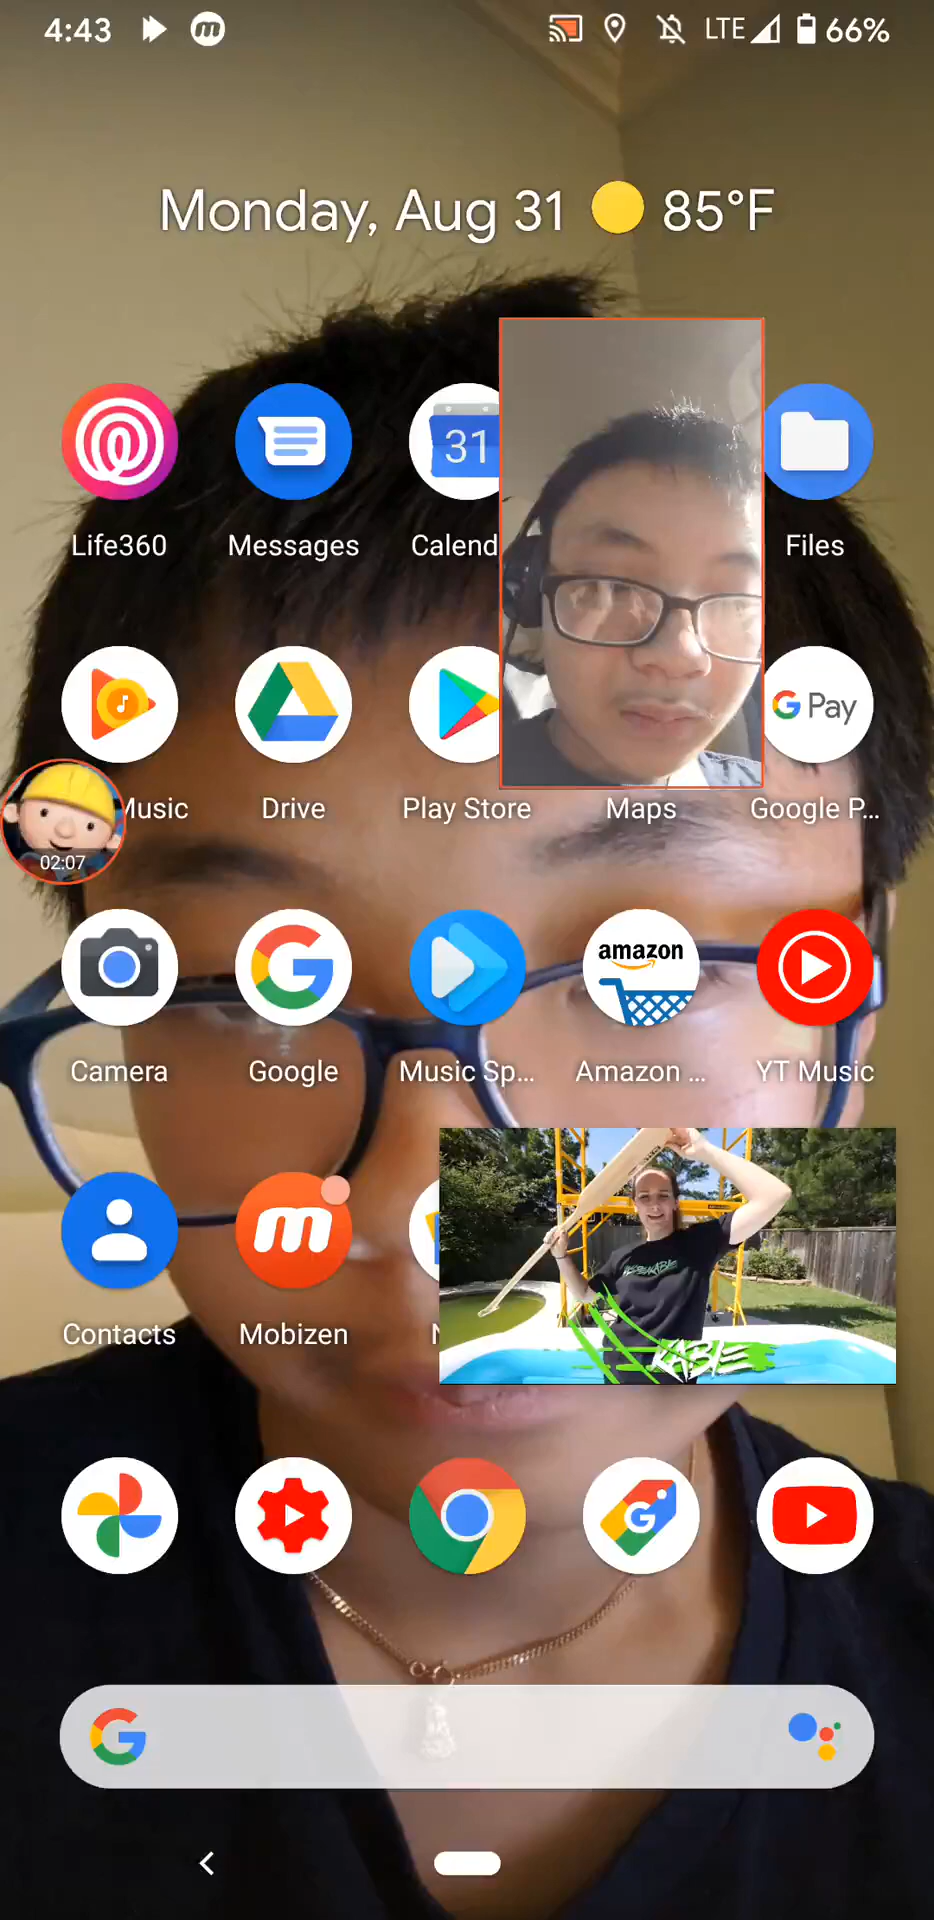 4:43 LTE 66%
Monday, Aug 31 85°F
31
Life360 Messages Calend Files
G Pay
Music Drive Play Store Maps Google P...
02:07
amazon
Camera Google Music Sp... Amazon ... YT Music
m
Contacts Mobizen N
KABIE
G
G